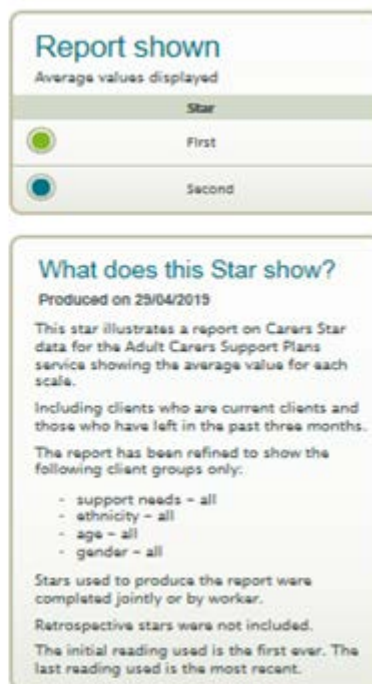 Report shown
Average values displayed
Star
First
Second
What does this Star show?
Produced on 29/04/2019
This star illustrates a report on Carers Star
data for the Adult Carers Support Plans
service showing the average value for each
scale.
Including clients who are current clients and
those who have left in the past three months.
The report has been refined to show the
following client groups only:
- support needs – all
- ethnicity – all
- age – all
- gender – all
Stars used to produce the report were
completed jointly or by worker.
Retrospective stars were not included.
The initial reading used is the first ever. The
last reading used is the most recent.